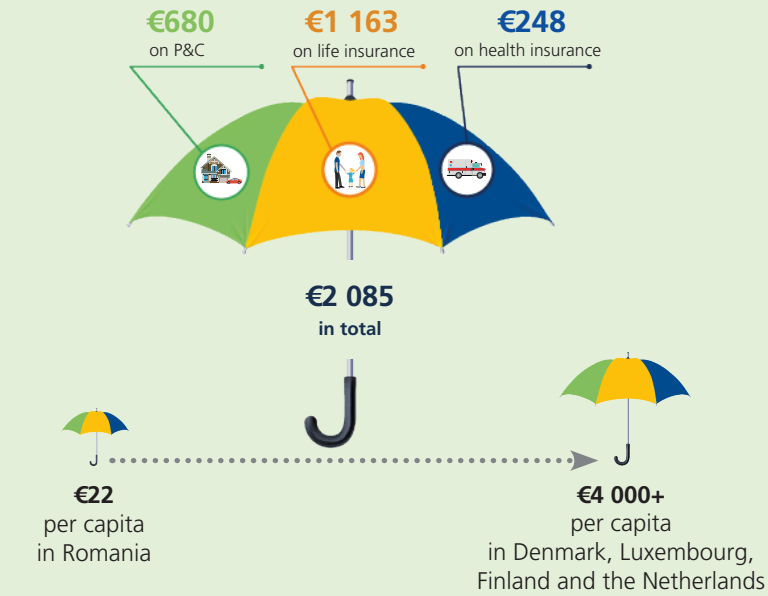 €680
on P&C
€1 163
on life insurance
€248
on health insurance
€2 085
in total
€22
per capita
in Romania
€4 000+
per capita
in Denmark, Luxembourg,
Finland and the Netherlands